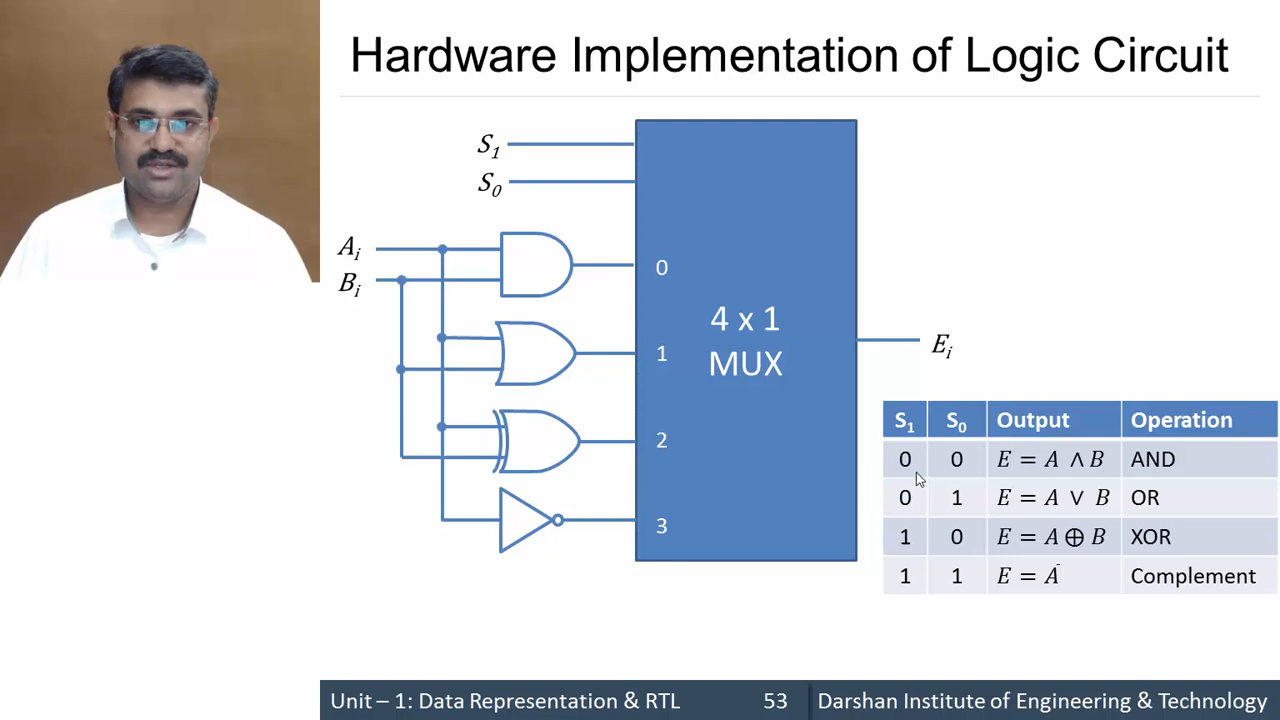 Hardware Implementation of Logic Circuit
S₁
S₀
Aᵢ
Bᵢ
0
1
2
3
4 x 1
MUX
Eᵢ
S₁ S₀ Output Operation
0 0 E = A ∧ B AND
0 1 E = A ∨ B OR
1 0 E = A ⊕ B XOR
1 1 E = A̅ Complement
Unit – 1: Data Representation & RTL 53 Darshan Institute of Engineering & Technology